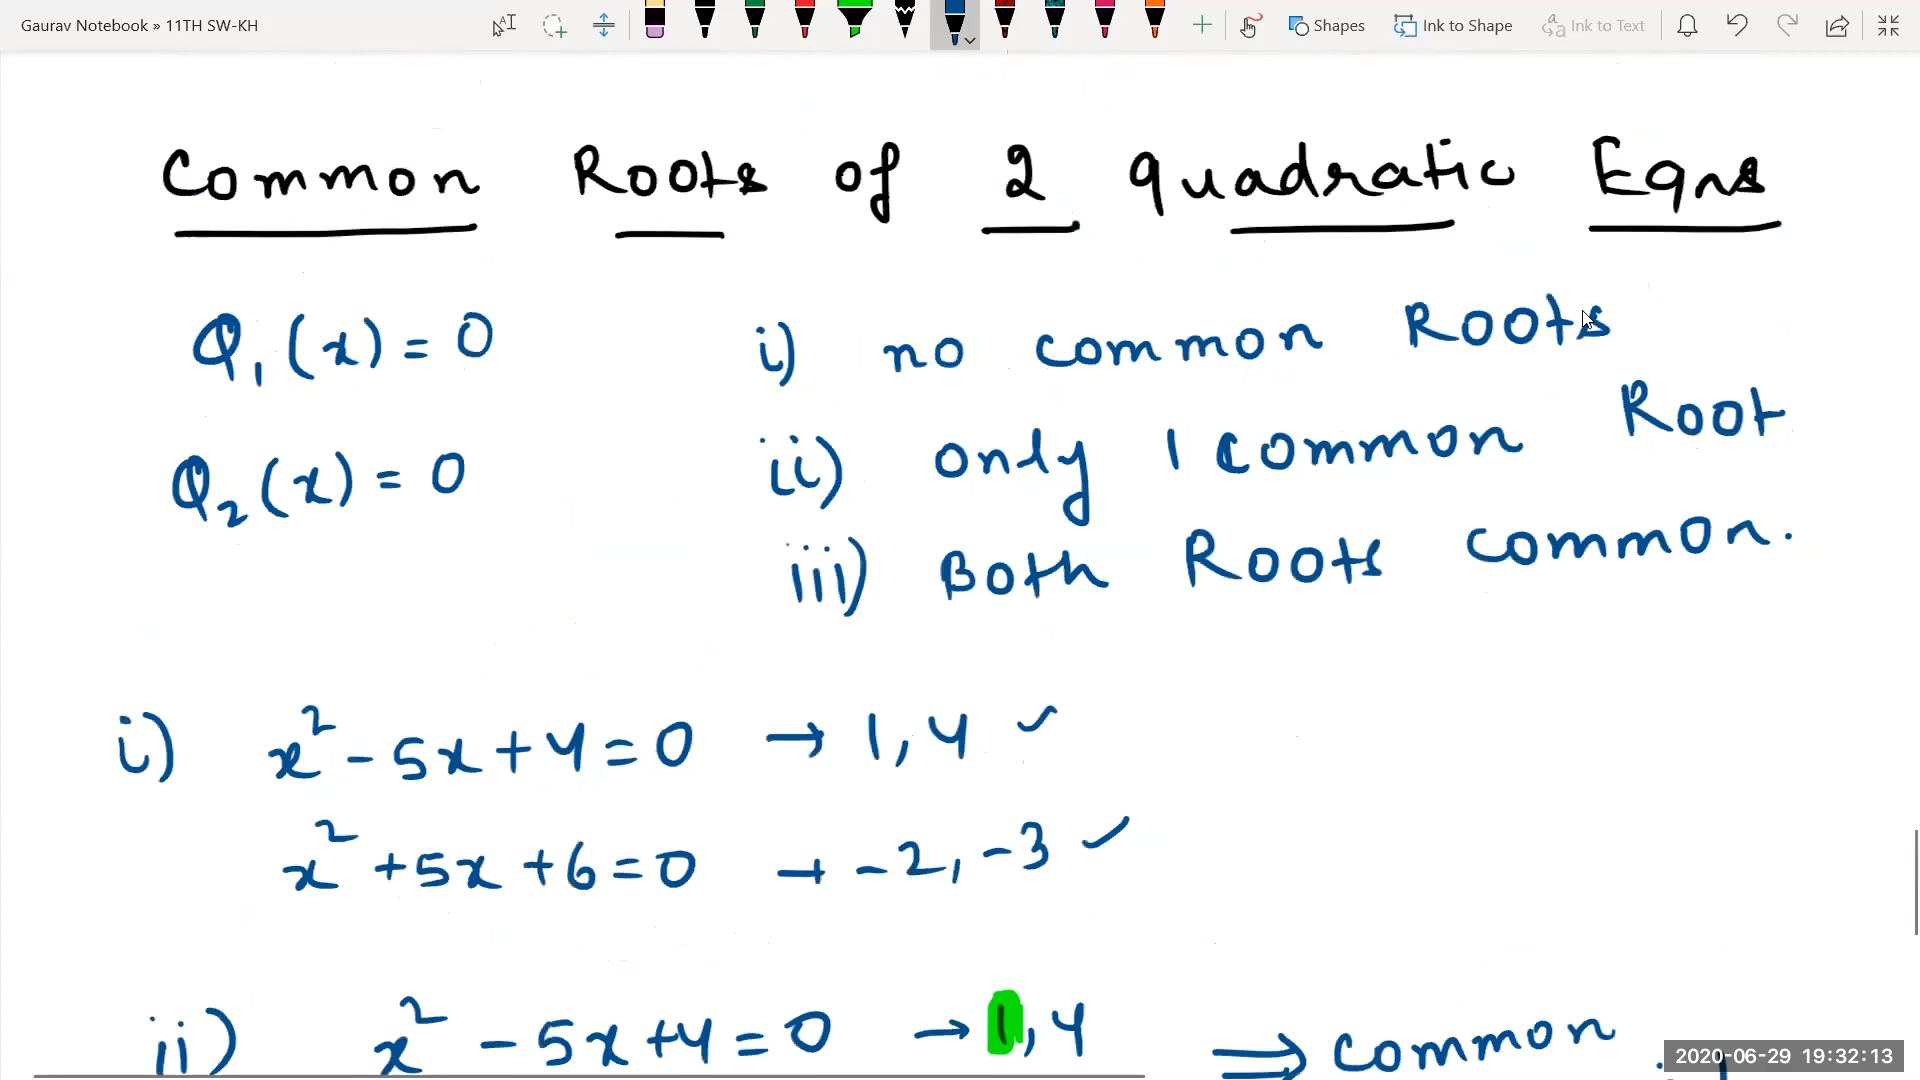 Gaurav Notebook » 11TH SW-KH
Shapes
Ink to Shape
Ink to Text
Common Roots of 2 quadratic Eqns
Q₁(x) = 0
i) no common Roots
ii) only 1 common Root
Q₂(x) = 0
iii) Both Roots common.
i) x² - 5x + 4 = 0 → 1, 4 ✓
x² + 5x + 6 = 0 → -2, -3 ✓
ii) x² - 5x + 4 = 0 → 1, 4 ⇒ common
2020-06-29 19:32:13